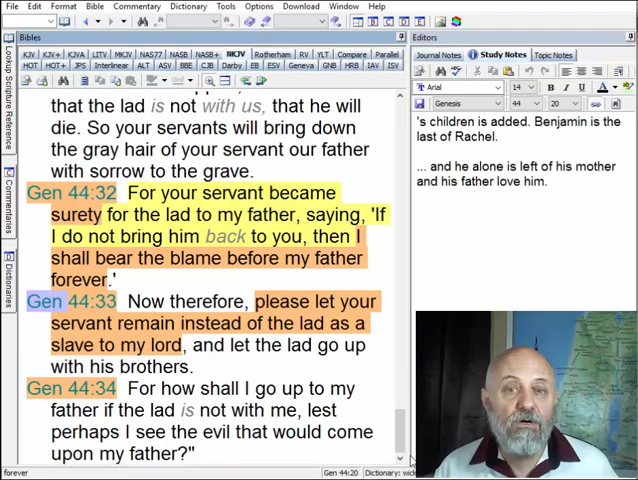 File Edit Bible Commentary Dictionary Tools Options Download Window Help
Bibles
Editors
KJV KJV+ KJVA LITV MKJV NAS77 NASB NASB+ NKJV Rotherham RV YLT Compare Parallel
HOT HOT+ JPS Interlinear ASV BBE CJB Darby EB ESV Geneva GNB HRB IAV ISV
Journal Notes Study Notes Topic Notes
Arial 14 B I U
Genesis 44 20
Lookup Scripture Reference
Commentaries
Dictionaries
that the lad is not with us, that he will
die. So your servants will bring down
the gray hair of your servant our father
with sorrow to the grave.
Gen 44:32 For your servant became
surety for the lad to my father, saying, 'If
I do not bring him back to you, then I
shall bear the blame before my father
forever.'
Gen 44:33 Now therefore, please let your
servant remain instead of the lad as a
slave to my lord, and let the lad go up
with his brothers.
Gen 44:34 For how shall I go up to my
father if the lad is not with me, lest
perhaps I see the evil that would come
upon my father?"
's children is added. Benjamin is the
last of Rachel.
... and he alone is left of his mother
and his father love him.
forever
Gen 44:20
Dictionary: